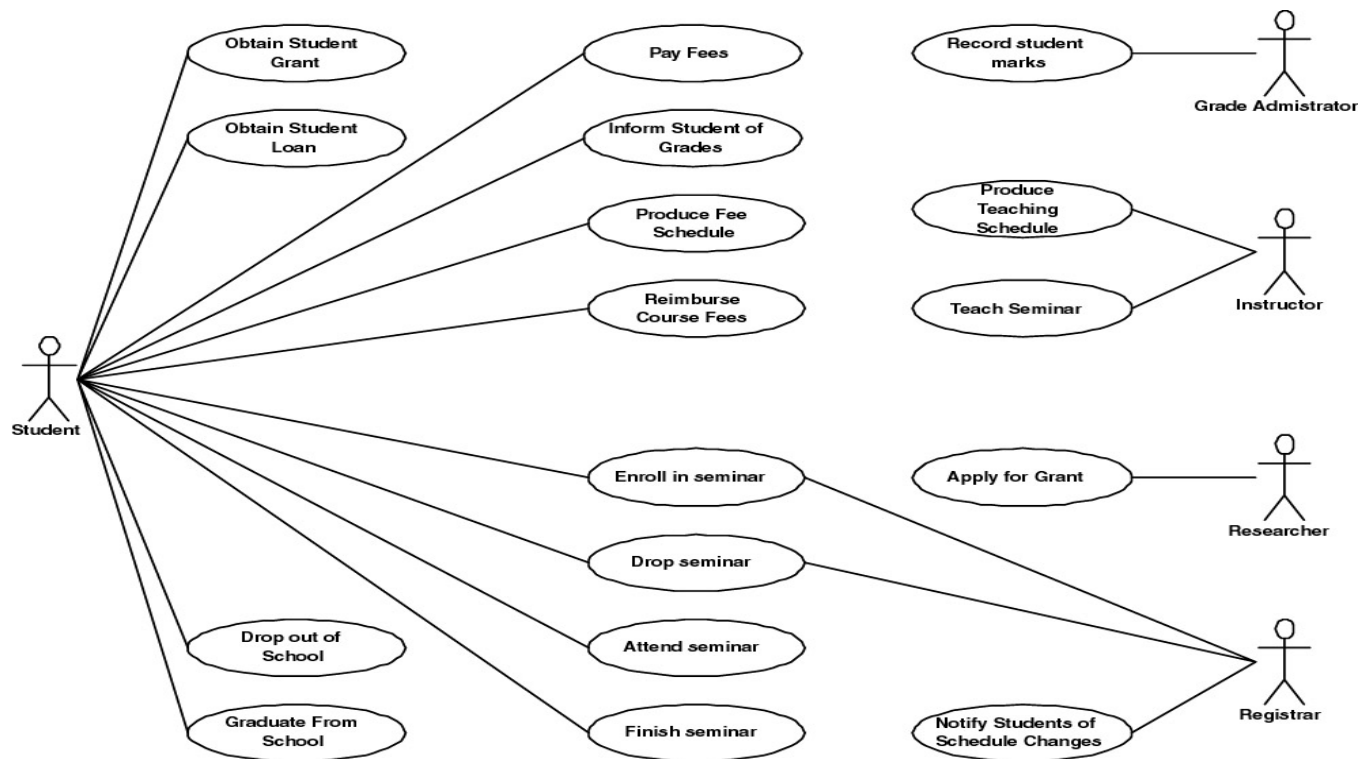 Obtain Student
Grant
Pay Fees
Record student
marks
Grade Admistrator
Obtain Student
Loan
Inform Student of
Grades
Produce
Teaching
Schedule
Produce Fee
Schedule
Instructor
Reimburse
Course Fees
Teach Seminar
Student
Enroll in seminar
Apply for Grant
Researcher
Drop seminar
Drop out of
School
Attend seminar
Registrar
Graduate From
School
Finish seminar
Notify Students of
Schedule Changes